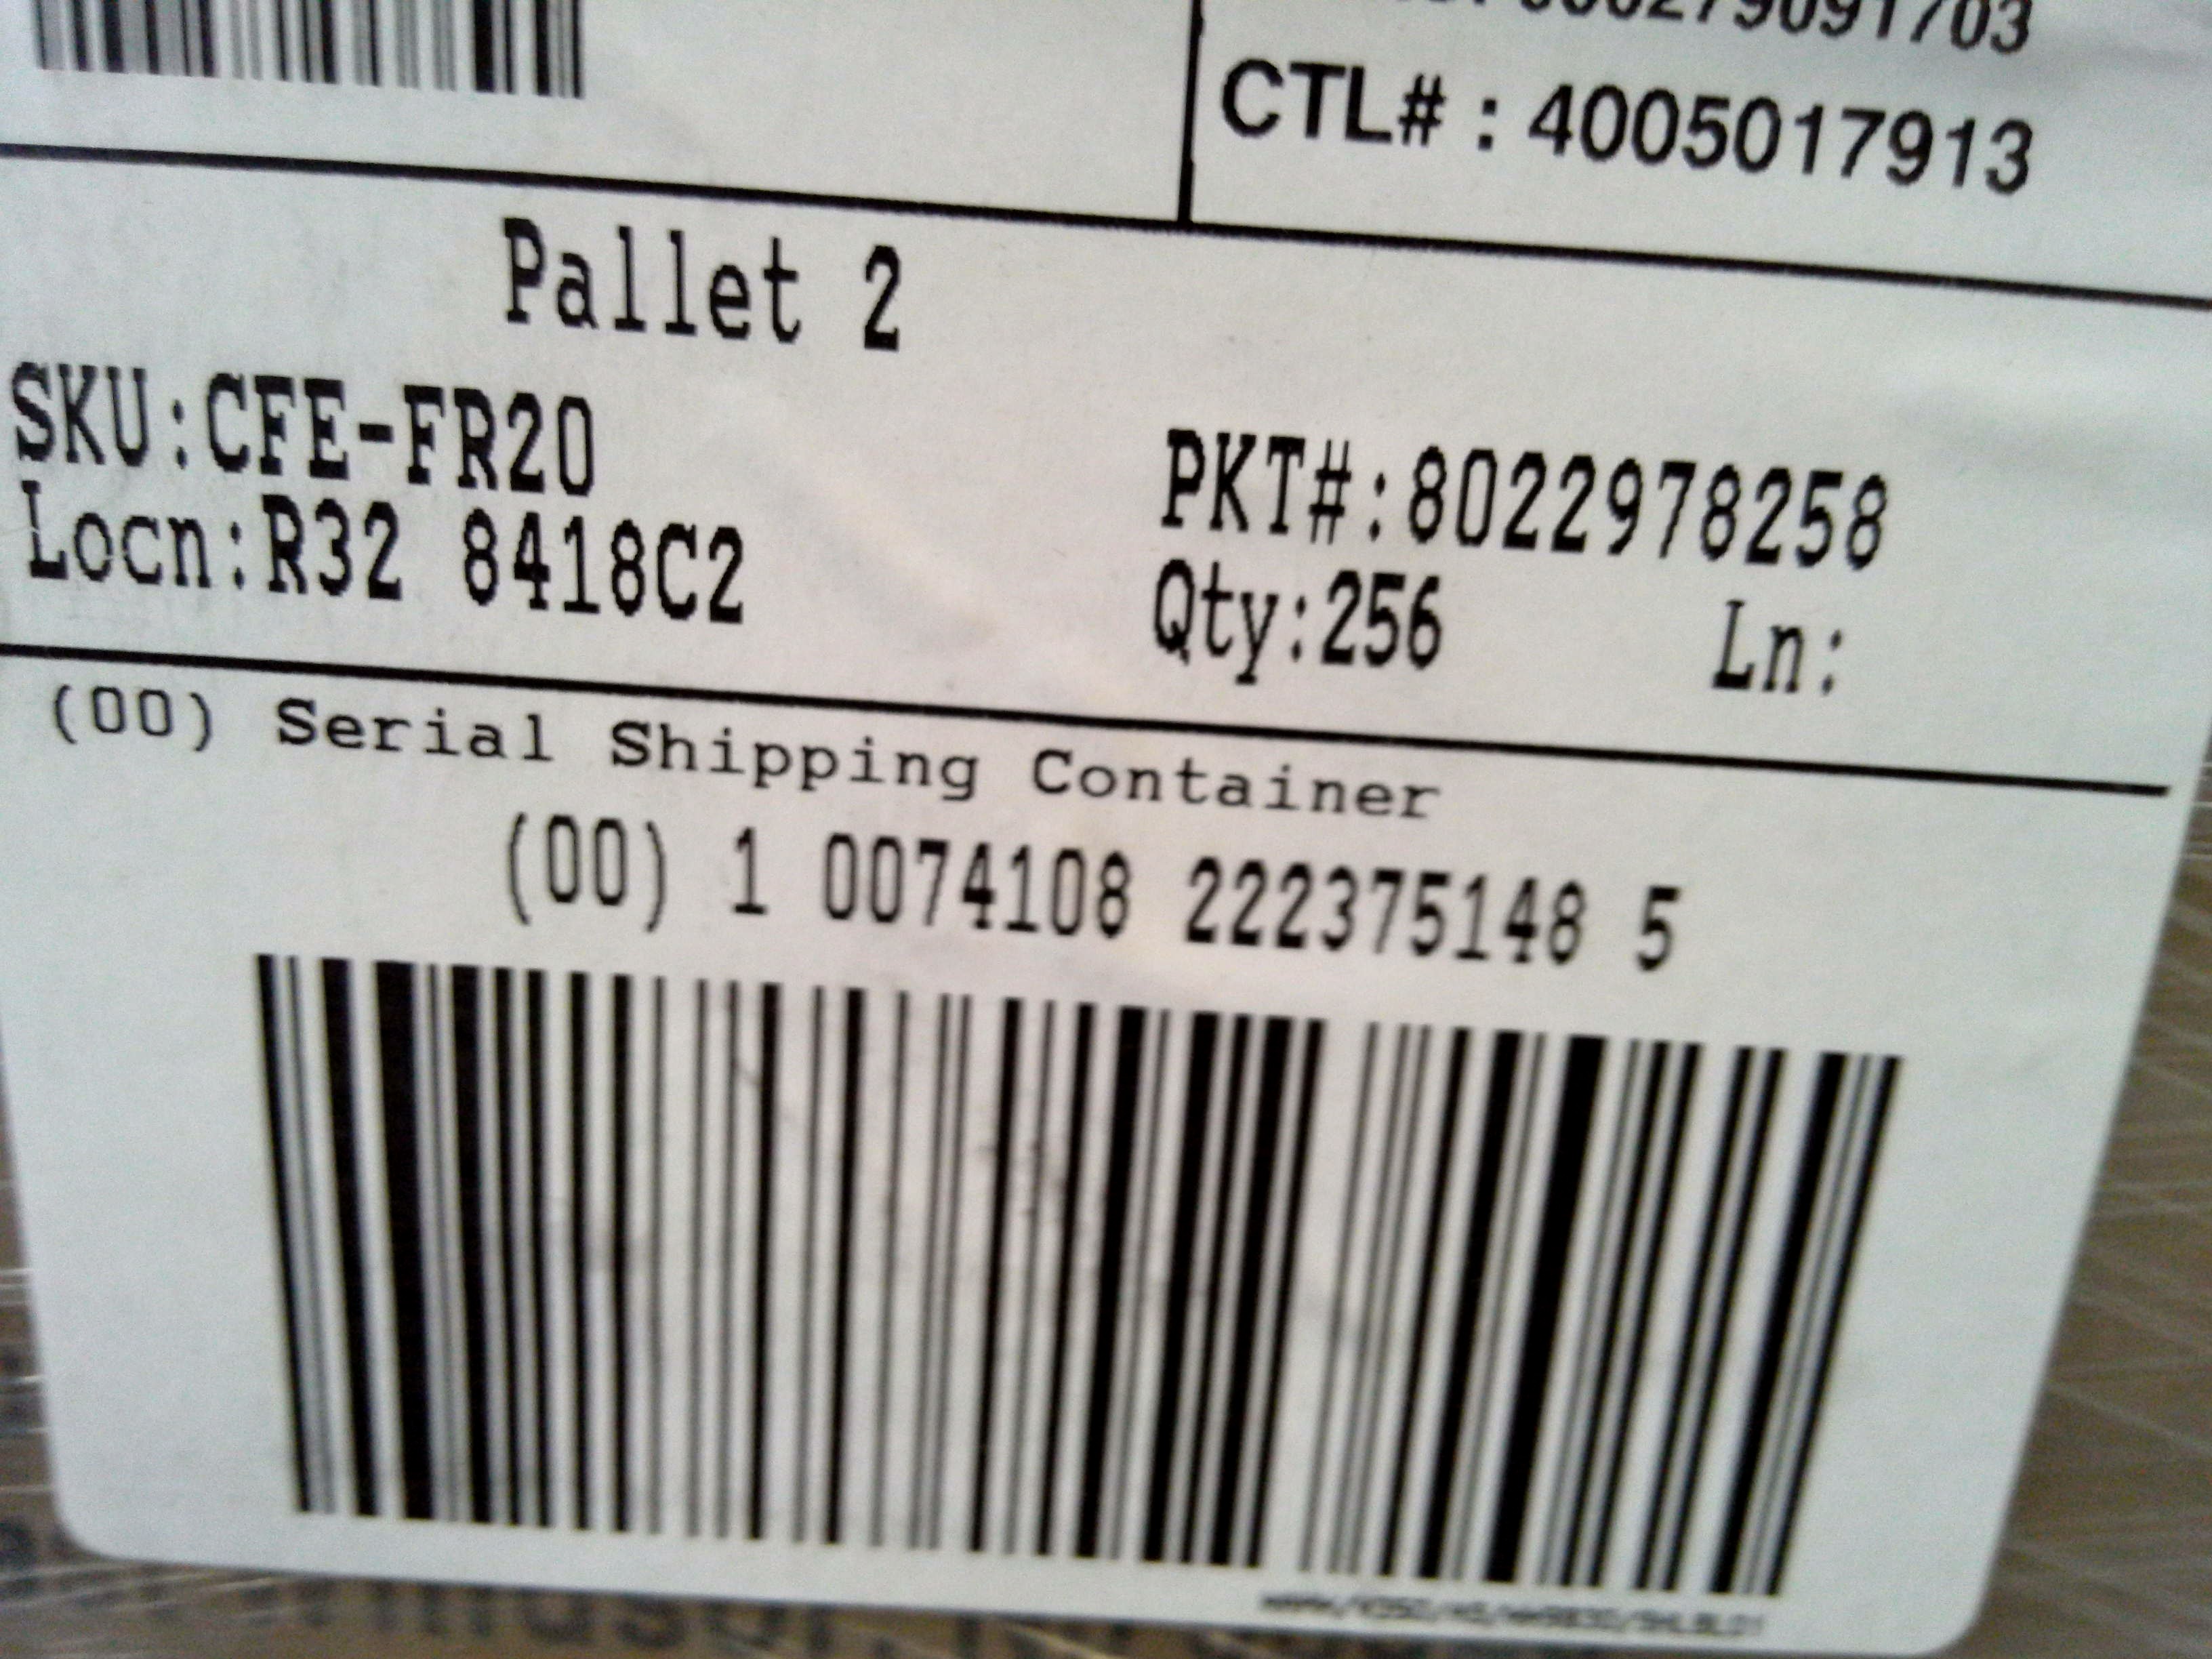 CTL# : 4005017913
Pallet 2
SKU:CFE-FR20
PKT#:8022978258
Locn:R32 8418C2
Qty:256 Ln:
(00) Serial Shipping Container
(00) 1 0074108 222375148 5